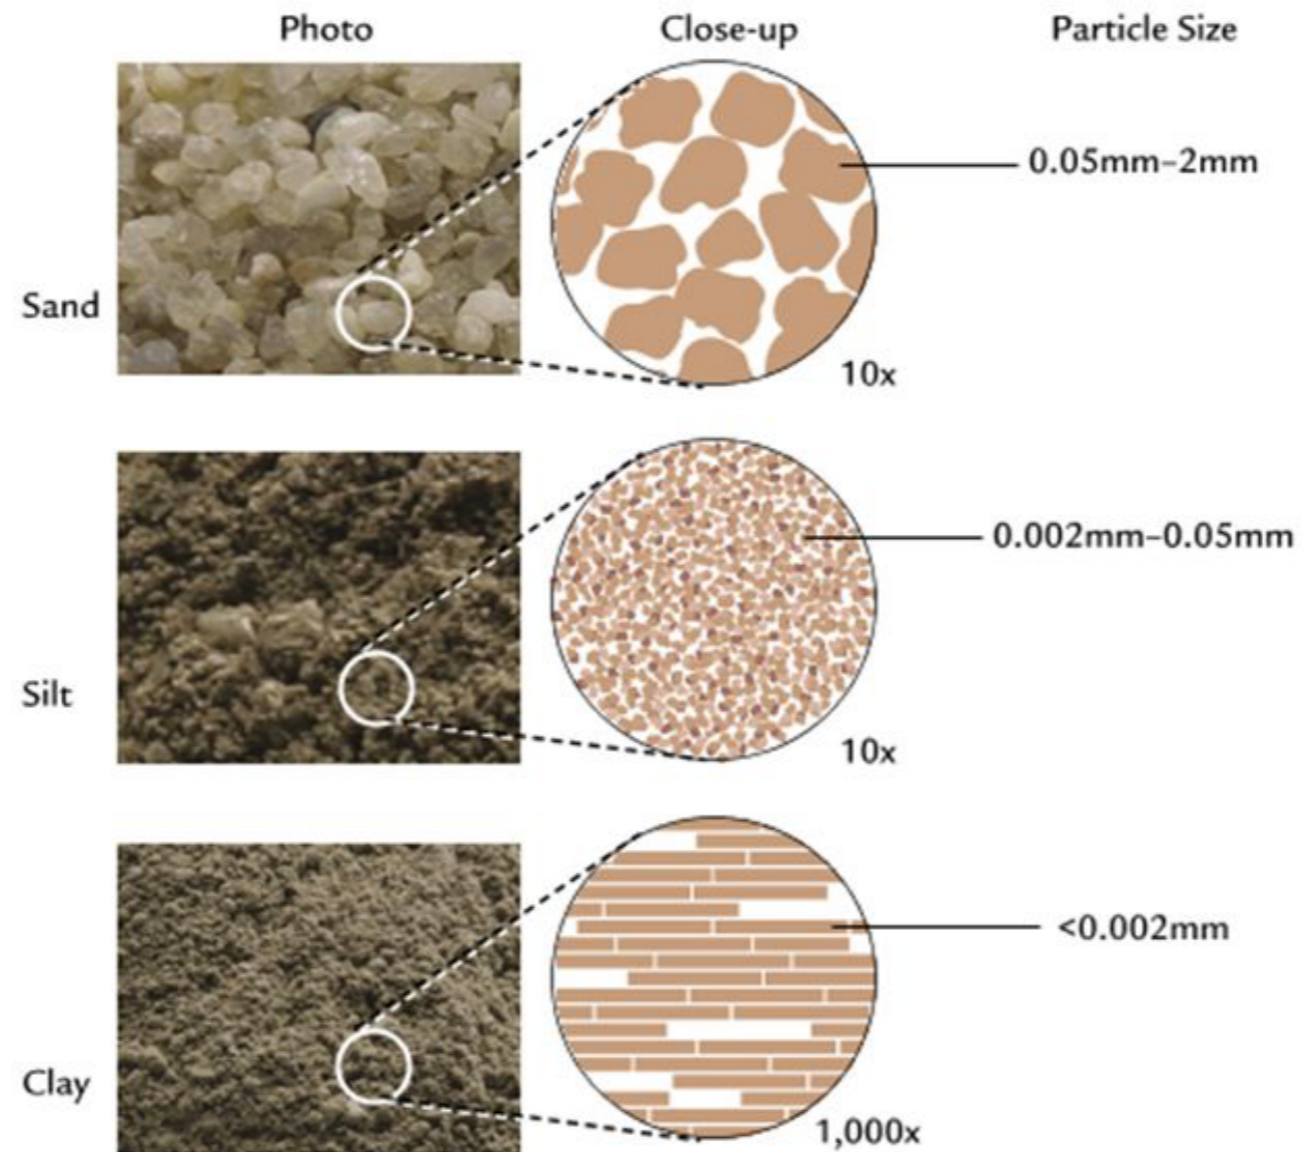 Photo Close-up Particle Size
Sand
0.05mm–2mm
10x
Silt
0.002mm–0.05mm
10x
Clay
<0.002mm
1,000x